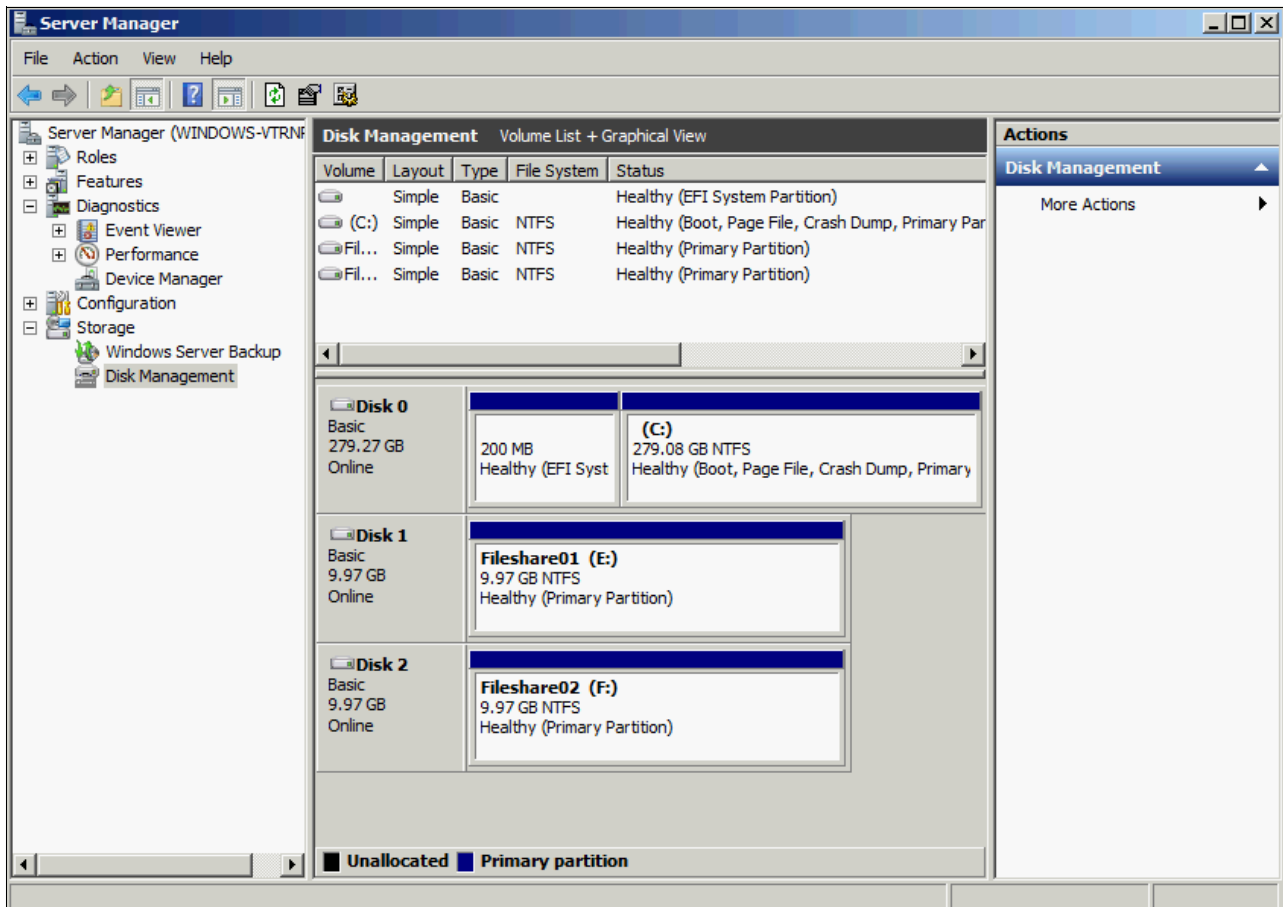 Server Manager
File Action View Help
Server Manager (WINDOWS-VTRNF
Roles
Features
Diagnostics
Event Viewer
Performance
Device Manager
Configuration
Storage
Windows Server Backup
Disk Management
Disk Management Volume List + Graphical View
Volume Layout Type File System Status
Simple Basic Healthy (EFI System Partition)
(C:) Simple Basic NTFS Healthy (Boot, Page File, Crash Dump, Primary Par
Fil... Simple Basic NTFS Healthy (Primary Partition)
Fil... Simple Basic NTFS Healthy (Primary Partition)
Disk 0
Basic
279.27 GB
Online
200 MB
Healthy (EFI Syst
(C:)
279.08 GB NTFS
Healthy (Boot, Page File, Crash Dump, Primary
Disk 1
Basic
9.97 GB
Online
Fileshare01 (E:)
9.97 GB NTFS
Healthy (Primary Partition)
Disk 2
Basic
9.97 GB
Online
Fileshare02 (F:)
9.97 GB NTFS
Healthy (Primary Partition)
Unallocated Primary partition
Actions
Disk Management
More Actions